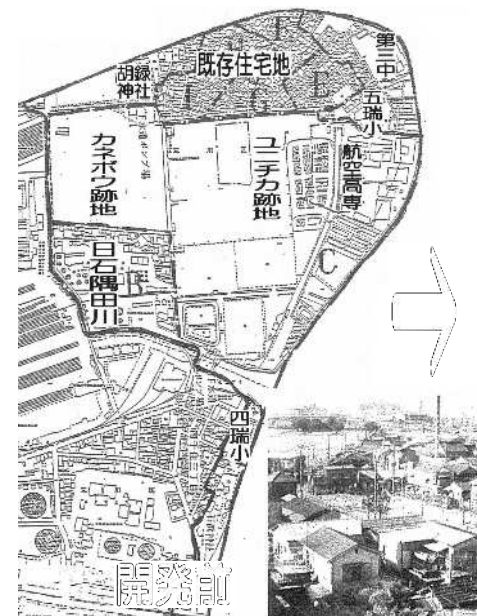 第三中
胡録
神社
既存住宅地
F
E
G
I
五瑞小
カネボウ跡地
ユニチカ跡地
航空高専
日石隅田川
B
C
四瑞小
開発前